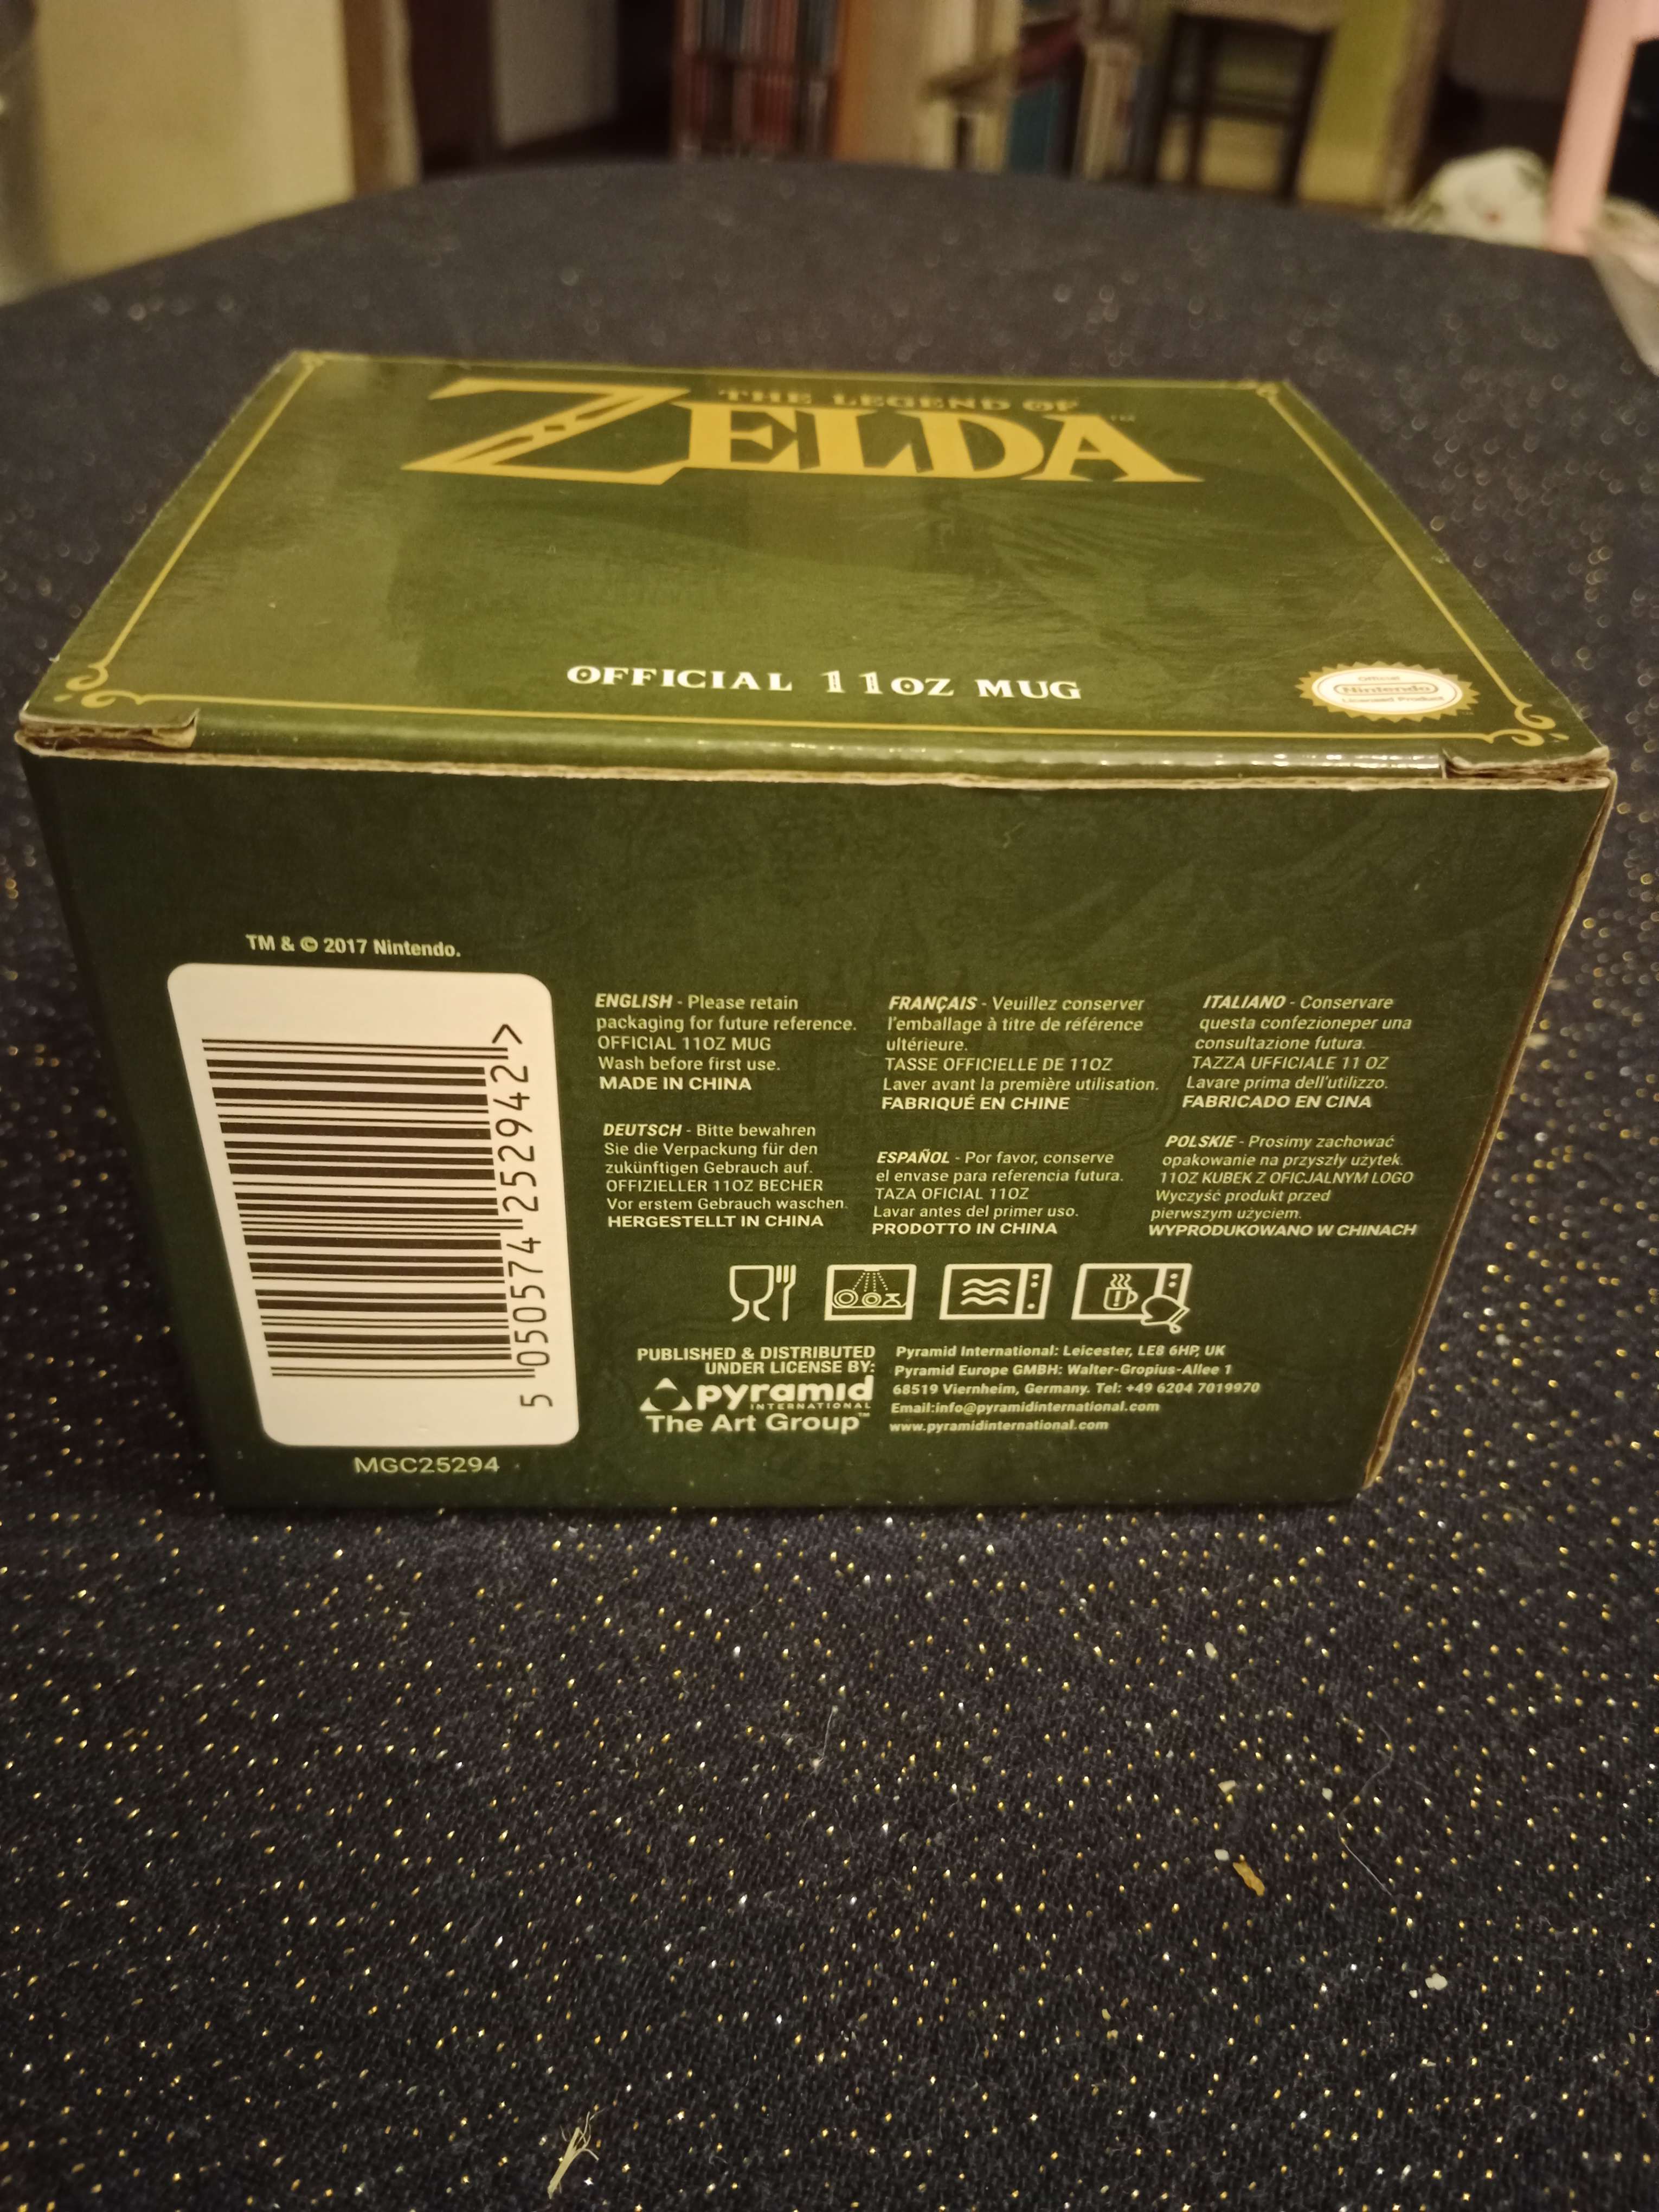 THE LEGEND OF
ZELDA™
OFFICIAL 11OZ MUG
Official
Nintendo
Licensed Product
TM & © 2017 Nintendo.
5 050574 252942 >
MGC25294
ENGLISH - Please retain
packaging for future reference.
OFFICIAL 11OZ MUG
Wash before first use.
MADE IN CHINA
FRANÇAIS - Veuillez conserver
l'emballage à titre de référence
ultérieure.
TASSE OFFICIELLE DE 11OZ
Laver avant la première utilisation.
FABRIQUÉ EN CHINE
ITALIANO - Conservare
questa confezioneper una
consultazione futura.
TAZZA UFFICIALE 11 OZ
Lavare prima dell'utilizzo.
FABRICADO EN CINA
DEUTSCH - Bitte bewahren
Sie die Verpackung für den
zukünftigen Gebrauch auf.
OFFIZIELLER 11OZ BECHER
Vor erstem Gebrauch waschen.
HERGESTELLT IN CHINA
ESPAÑOL - Por favor, conserve
el envase para referencia futura.
TAZA OFICIAL 11OZ
Lavar antes del primer uso.
PRODOTTO IN CHINA
POLSKIE - Prosimy zachować
opakowanie na przyszły użytek.
11OZ KUBEK Z OFICJALNYM LOGO
Wyczyść produkt przed
pierwszym użyciem.
WYPRODUKOWANO W CHINACH
PUBLISHED & DISTRIBUTED
UNDER LICENSE BY:
pyramid
INTERNATIONAL
The Art Group™
Pyramid International: Leicester, LE8 6HP, UK
Pyramid Europe GMBH: Walter-Gropius-Allee 1
68519 Viernheim, Germany. Tel: +49 6204 7019970
Email:info@pyramidinternational.com
www.pyramidinternational.com